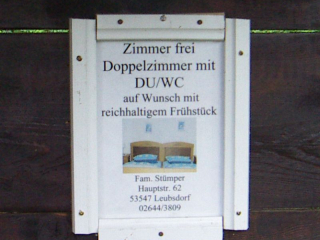 Zimmer frei
Doppelzimmer mit
DU/WC
auf Wunsch mit
reichhaltigem Frühstück
Fam. Stümper
Hauptstr. 62
53547 Leubsdorf
02644/3809